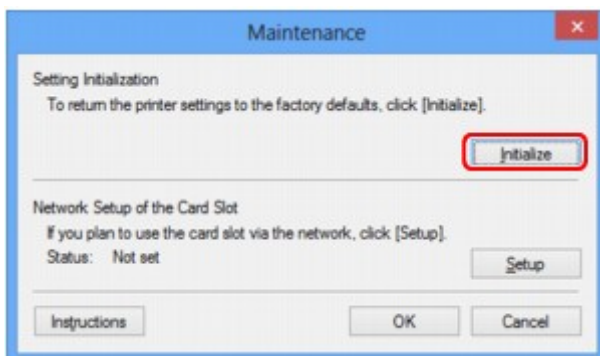 Maintenance
Setting Initialization
To return the printer settings to the factory defaults, click [Initialize].
Initialize
Network Setup of the Card Slot
If you plan to use the card slot via the network, click [Setup].
Status: Not set
Setup
Instructions OK Cancel